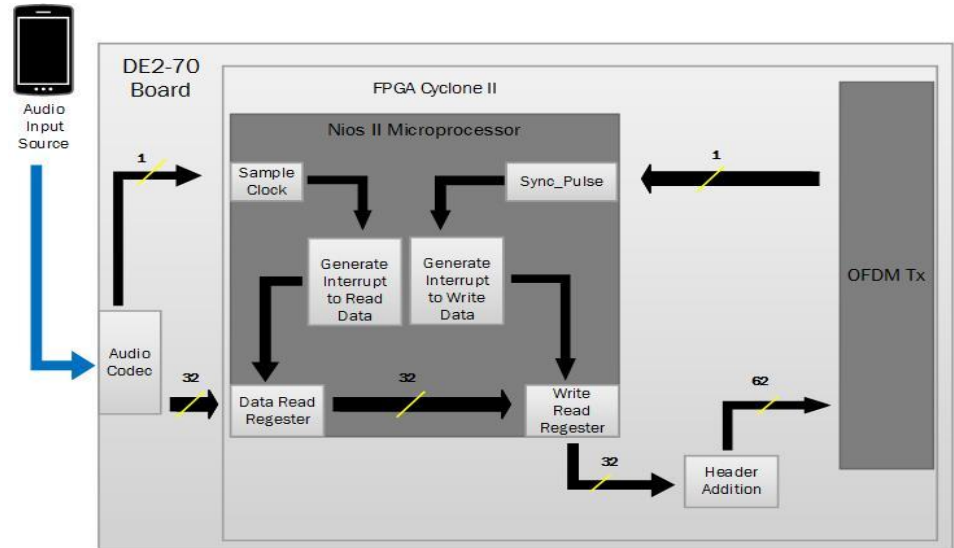 DE2-70
Board
Audio
Input
Source
FPGA Cyclone II
Nios II Microprocessor
1
Sample
Clock
Sync_Pulse
1
Generate
Interrupt
to Read
Data
Generate
Interrupt
to Write
Data
OFDM Tx
Audio
Codec
32
Data Read
Regester
32
Write
Read
Regester
62
32
Header
Addition